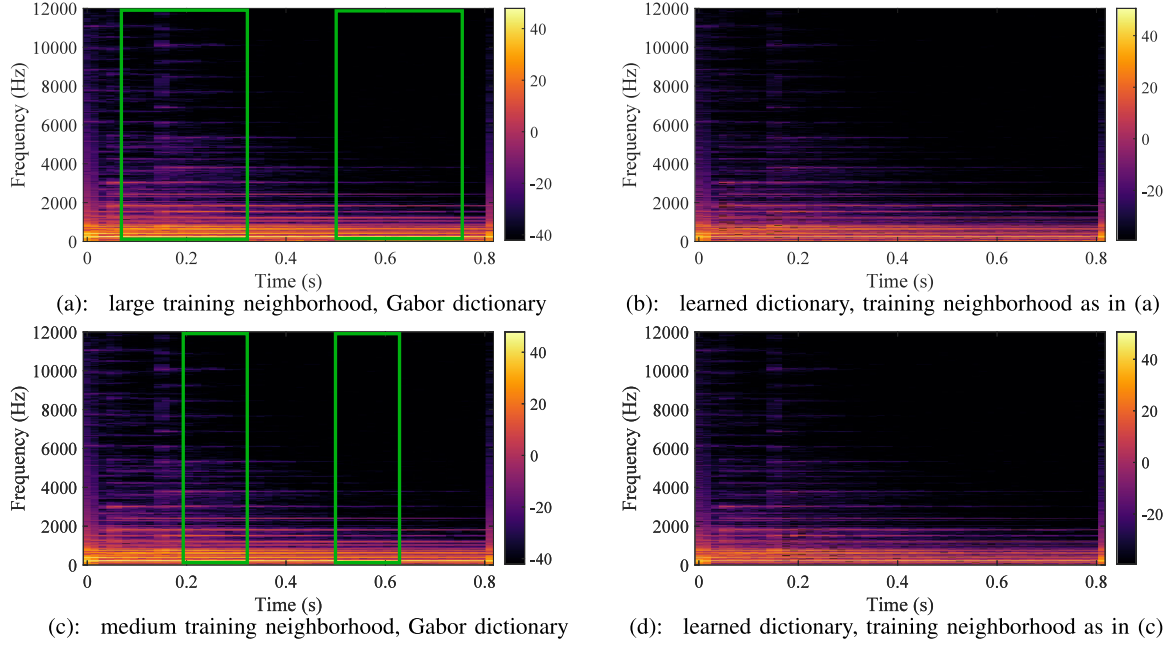 12000
10000
8000
6000
4000
2000
0
Frequency (Hz)
0 0.2 0.4 0.6 0.8
Time (s)
40
20
0
-20
-40
(a): large training neighborhood, Gabor dictionary
12000
10000
8000
6000
4000
2000
0
Frequency (Hz)
0 0.2 0.4 0.6 0.8
Time (s)
40
20
0
-20
(b): learned dictionary, training neighborhood as in (a)
12000
10000
8000
6000
4000
2000
0
Frequency (Hz)
0 0.2 0.4 0.6 0.8
Time (s)
40
20
0
-20
-40
(c): medium training neighborhood, Gabor dictionary
12000
10000
8000
6000
4000
2000
0
Frequency (Hz)
0 0.2 0.4 0.6 0.8
Time (s)
40
20
0
-20
(d): learned dictionary, training neighborhood as in (c)